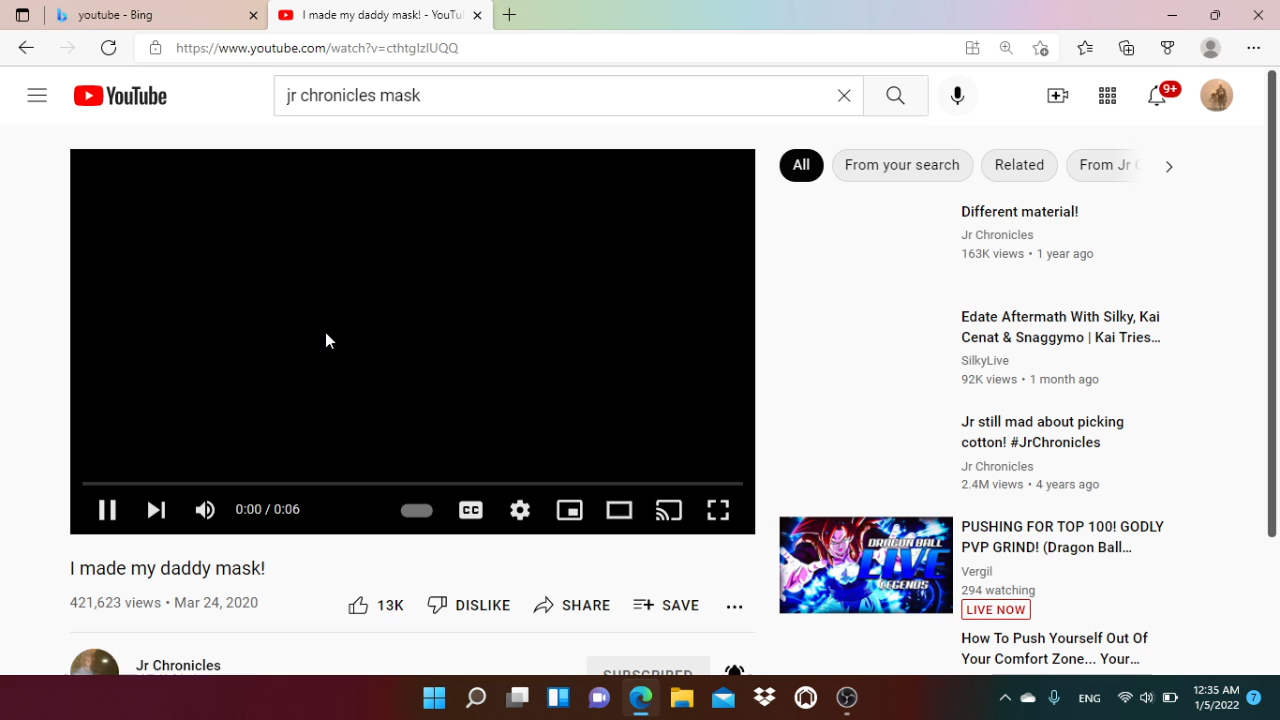 youtube - Bing
I made my daddy mask! - YouTu
https://www.youtube.com/watch?v=cthtgIzlUQQ
YouTube
jr chronicles mask
9+
All
From your search
Related
From Jr C
Different material!
Jr Chronicles
163K views • 1 year ago
Edate Aftermath With Silky, Kai
Cenat & Snaggymo | Kai Tries...
SilkyLive
92K views • 1 month ago
Jr still mad about picking
cotton! #JrChronicles
Jr Chronicles
2.4M views • 4 years ago
DRAGON BALL
LIVE
LEGENDS
PUSHING FOR TOP 100! GODLY
PVP GRIND! (Dragon Ball...
Vergil
294 watching
LIVE NOW
How To Push Yourself Out Of
Your Comfort Zone... Your...
0:00 / 0:06
CC
I made my daddy mask!
421,623 views • Mar 24, 2020
13K
DISLIKE
SHARE
SAVE
Jr Chronicles
SUBSCRIBED
ENG
12:35 AM
1/5/2022
7